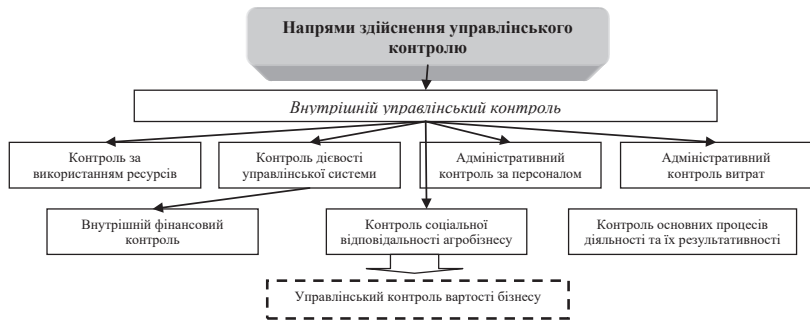 Напрями здійснення управлінського
контролю
Внутрішній управлінський контроль
Контроль за
використанням ресурсів
Контроль дієвості
управлінської системи
Адміністративний
контроль за персоналом
Адміністративний
контроль витрат
Внутрішній фінансовий
контроль
Контроль соціальної
відповідальності агробізнесу
Контроль основних процесів
діяльності та їх результативності
Управлінський контроль вартості бізнесу